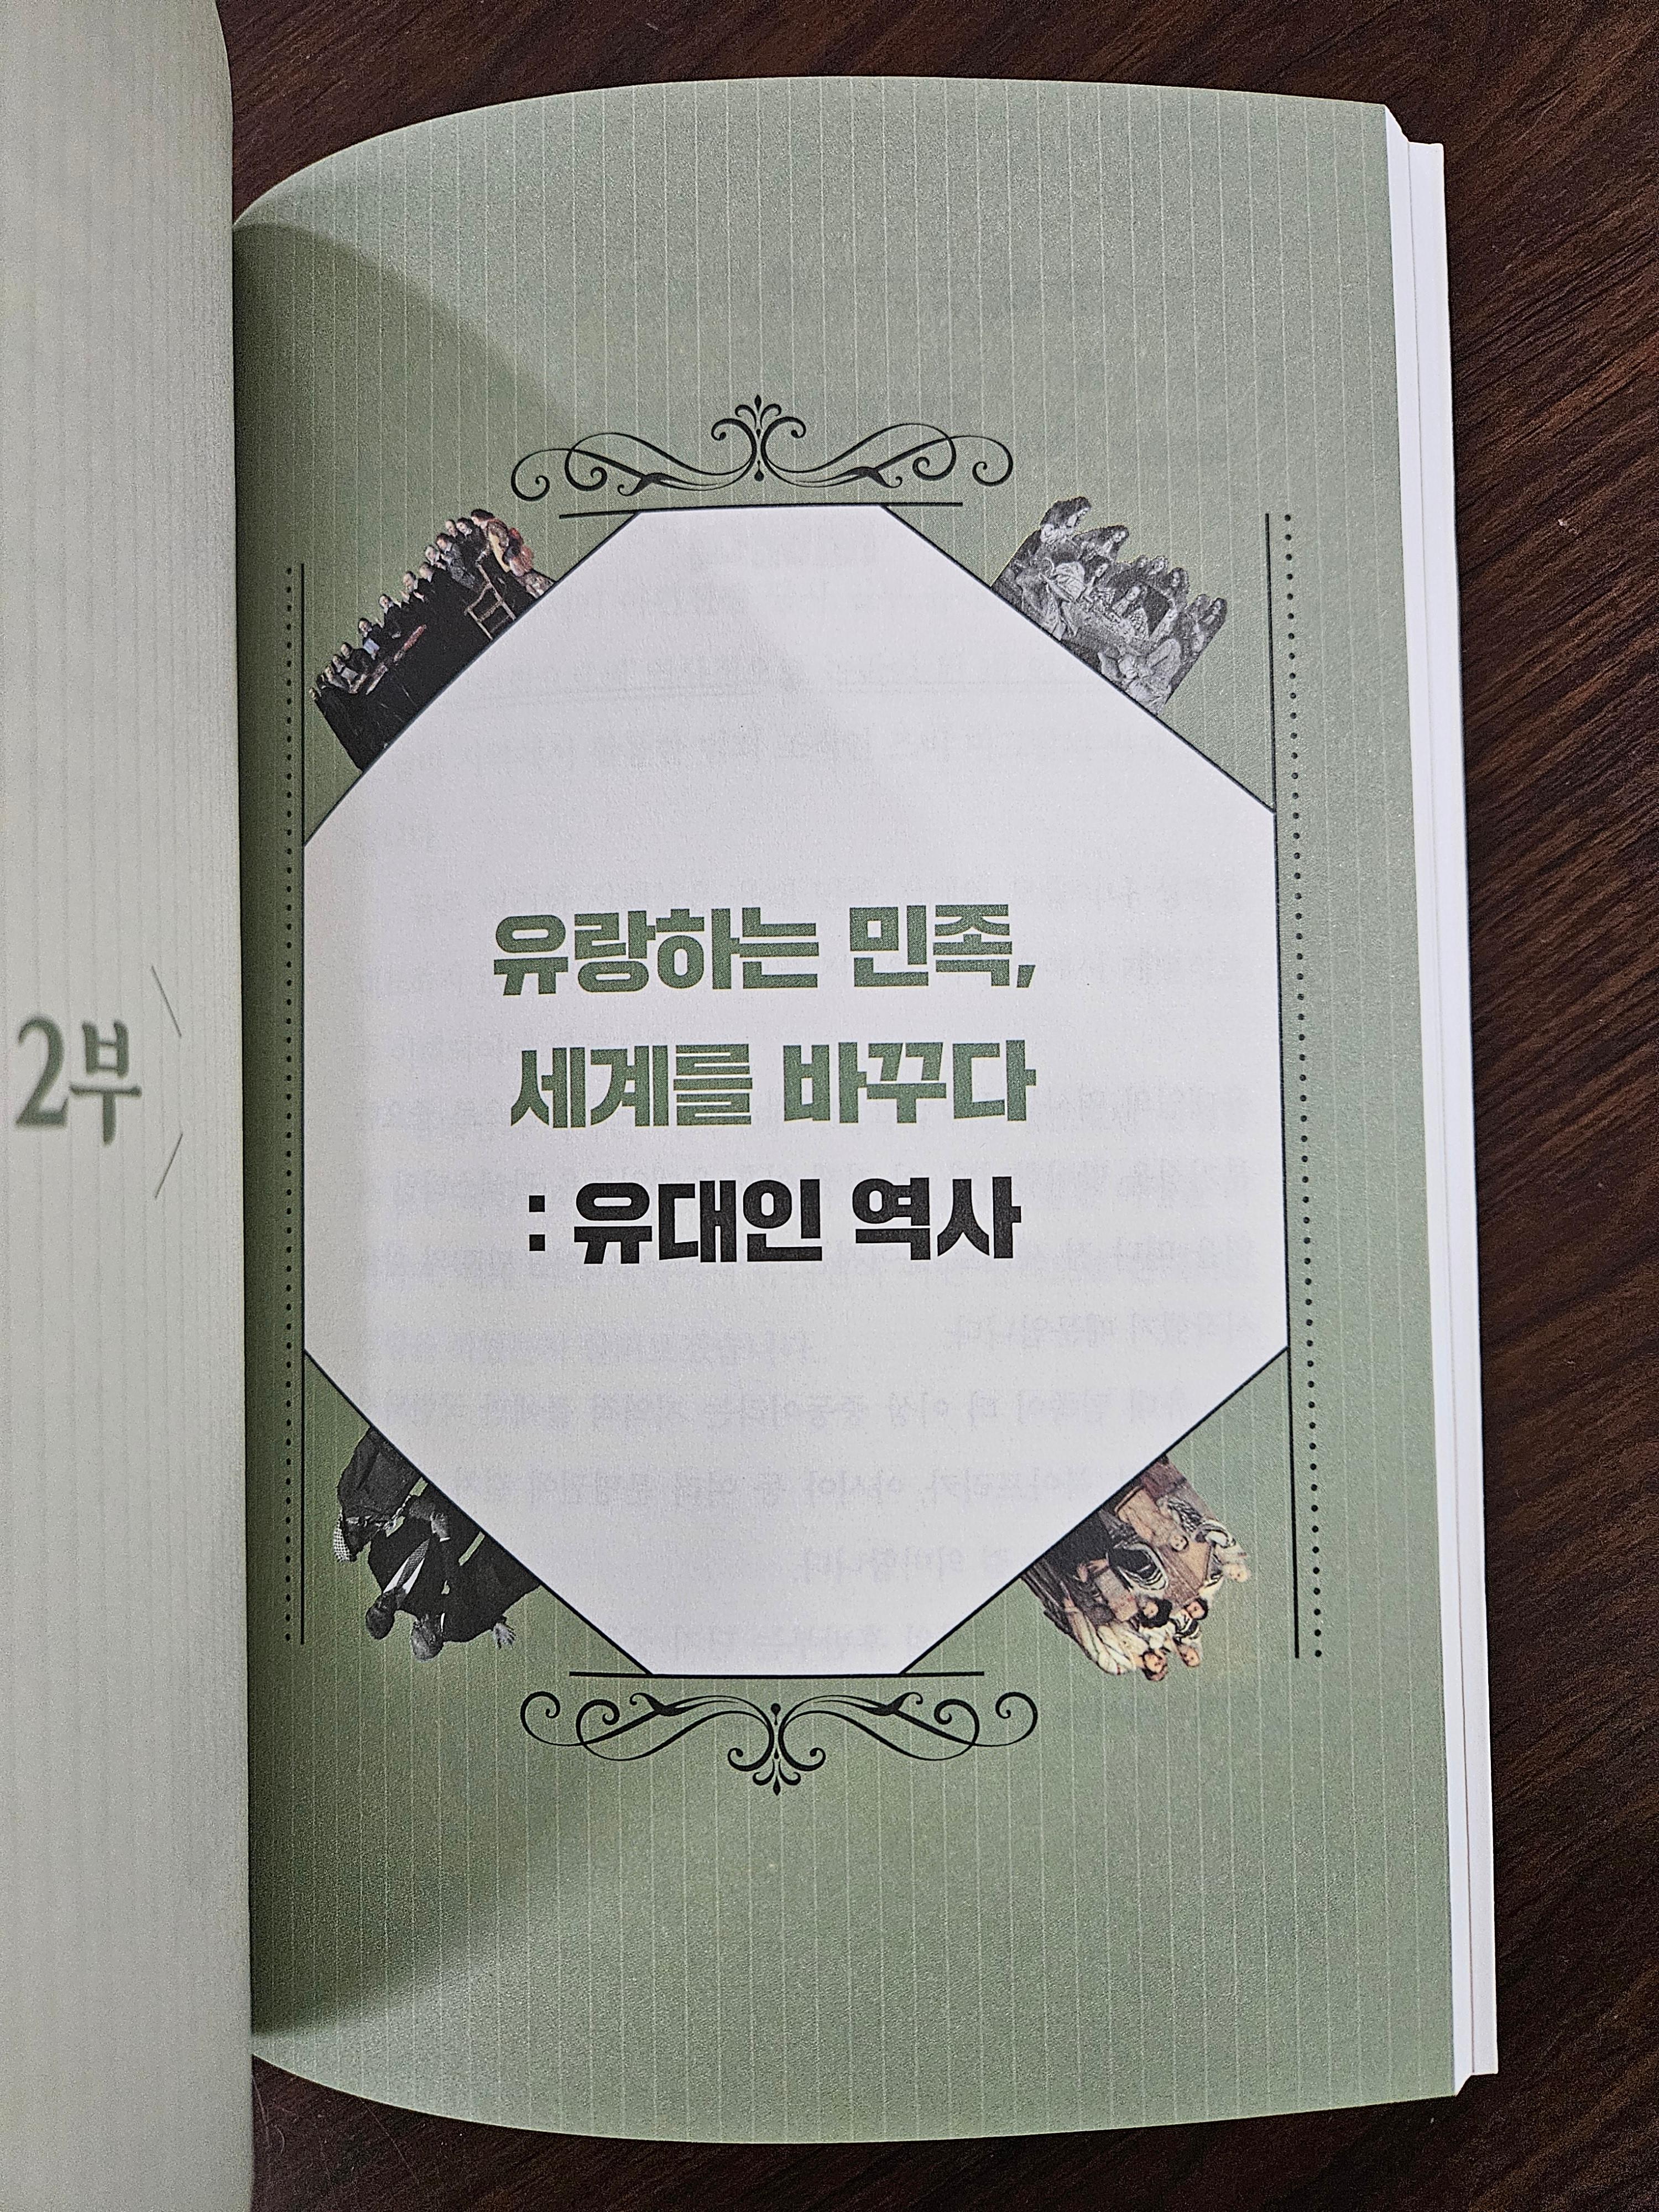 2부
유랑하는 민족,
세계를 바꾸다
: 유대인 역사